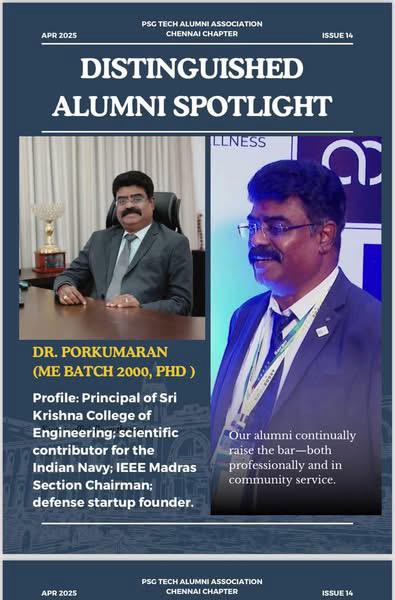 PSG TECH ALUMNI ASSOCIATION
APR 2025 CHENNAI CHAPTER ISSUE 14
DISTINGUISHED
ALUMNI SPOTLIGHT
LLNESS
DR. PORKUMARAN
(ME BATCH 2000, PHD )
Profile: Principal of Sri
Krishna College of
Engineering; scientific
contributor for the
Indian Navy; IEEE Madras
Section Chairman;
defense startup founder.
Our alumni continually
raise the bar—both
professionally and in
community service.
PSG TECH ALUMNI ASSOCIATION
APR 2025 CHENNAI CHAPTER ISSUE 14